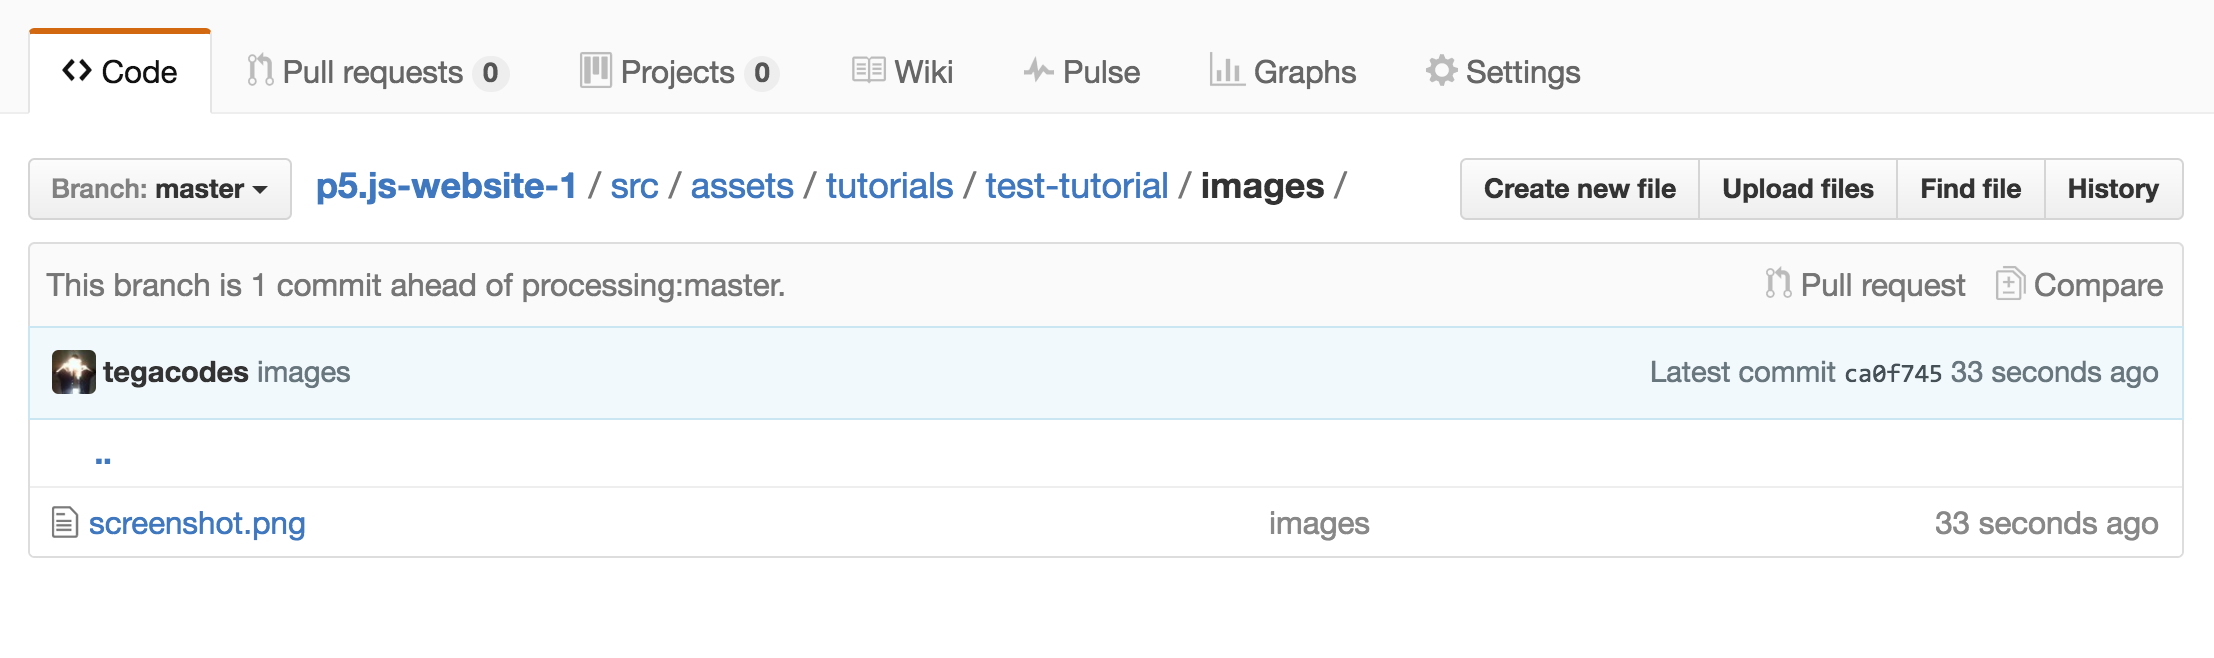 Code Pull requests 0 Projects 0 Wiki Pulse Graphs Settings
Branch: master p5.js-website-1 / src / assets / tutorials / test-tutorial / images / Create new file Upload files Find file History
This branch is 1 commit ahead of processing:master. Pull request Compare
tegacodes images Latest commit ca0f745 33 seconds ago
..
screenshot.png images 33 seconds ago